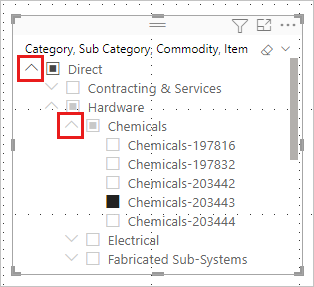 Category, Sub Category, Commodity, Item
Direct
Contracting & Services
Hardware
Chemicals
Chemicals-197816
Chemicals-197832
Chemicals-203442
Chemicals-203443
Chemicals-203444
Electrical
Fabricated Sub-Systems